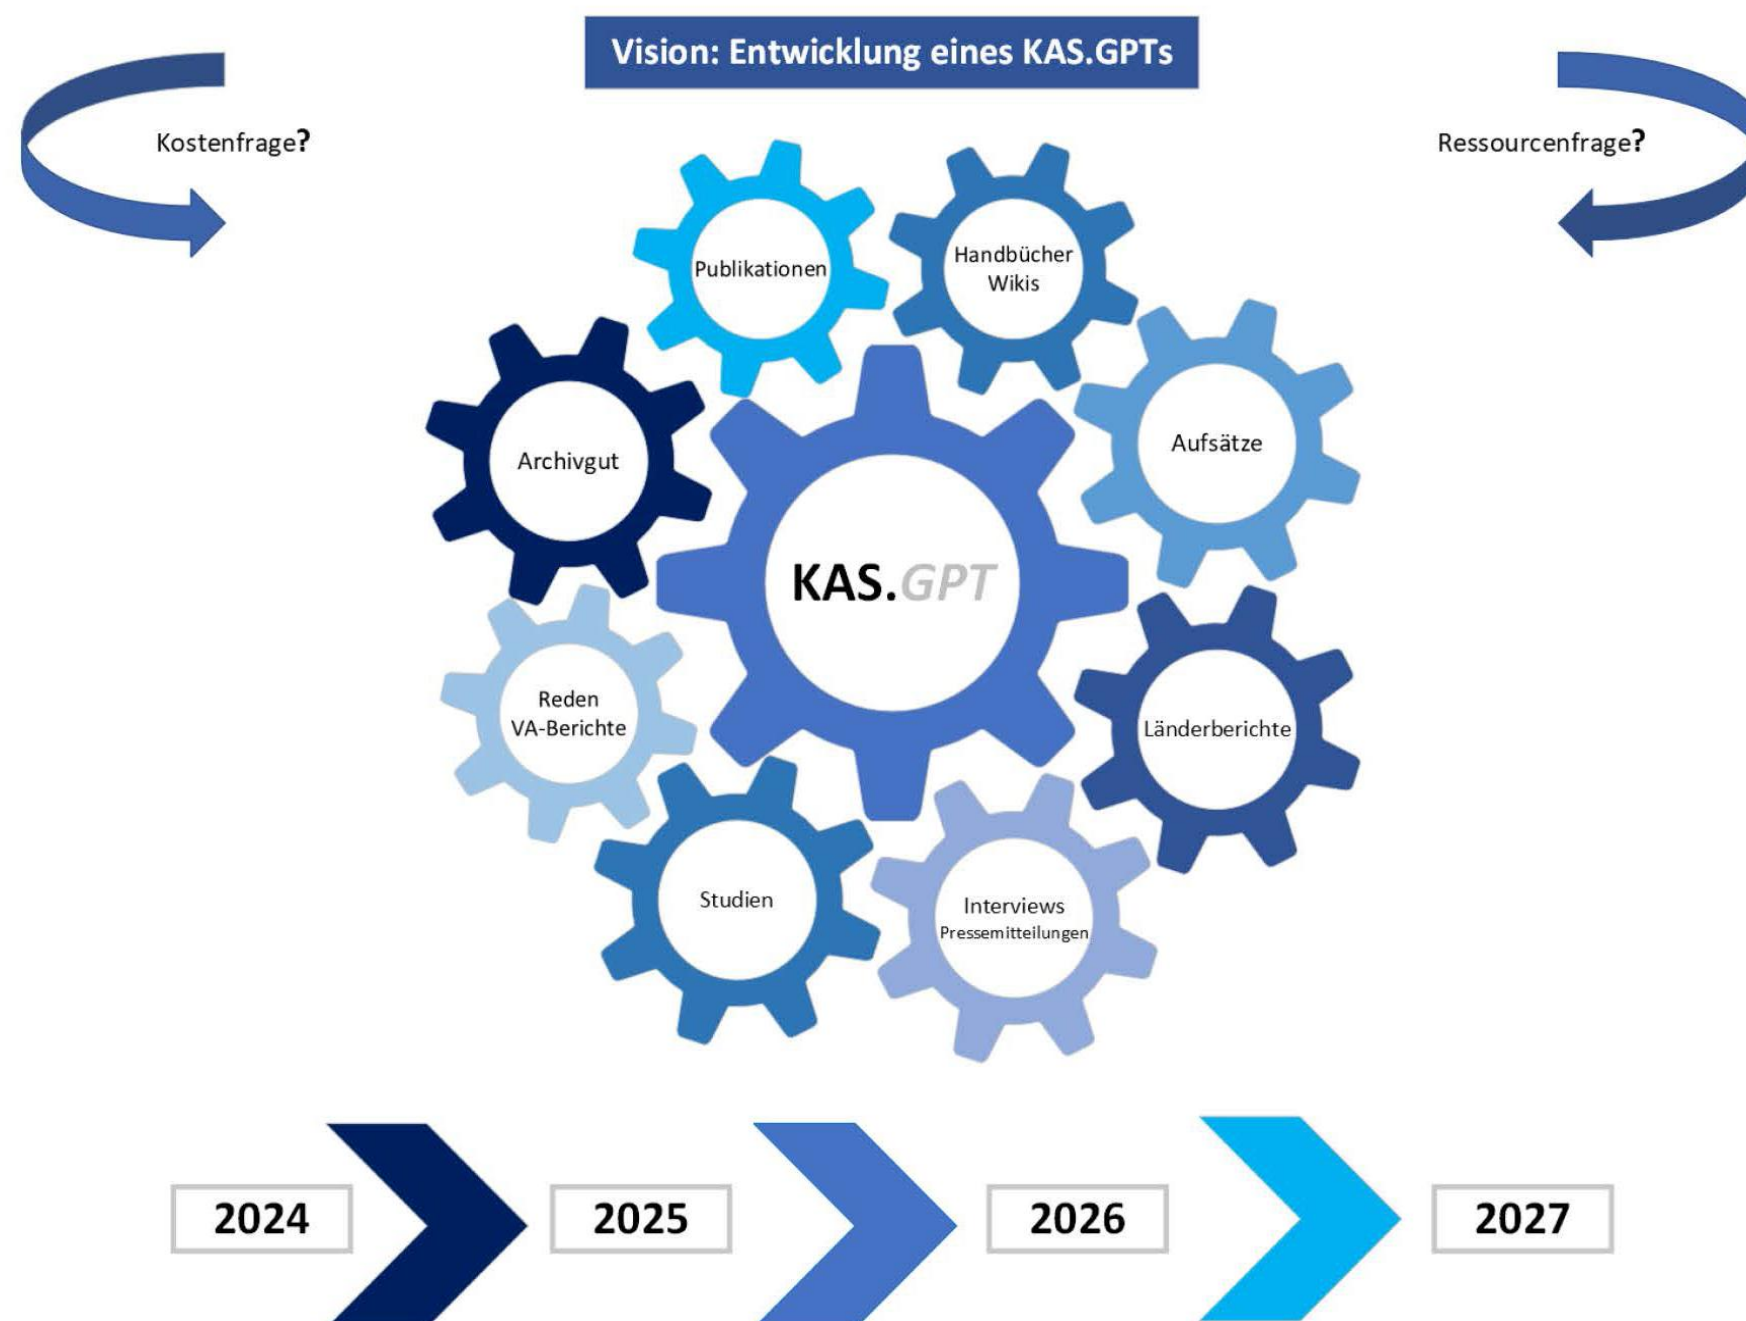 Vision: Entwicklung eines KAS.GPTs
Kostenfrage?
Ressourcenfrage?
Publikationen
Handbücher
Wikis
Archivgut
Aufsätze
KAS.GPT
Reden
VA-Berichte
Länderberichte
Studien
Interviews
Pressemitteilungen
2024
2025
2026
2027